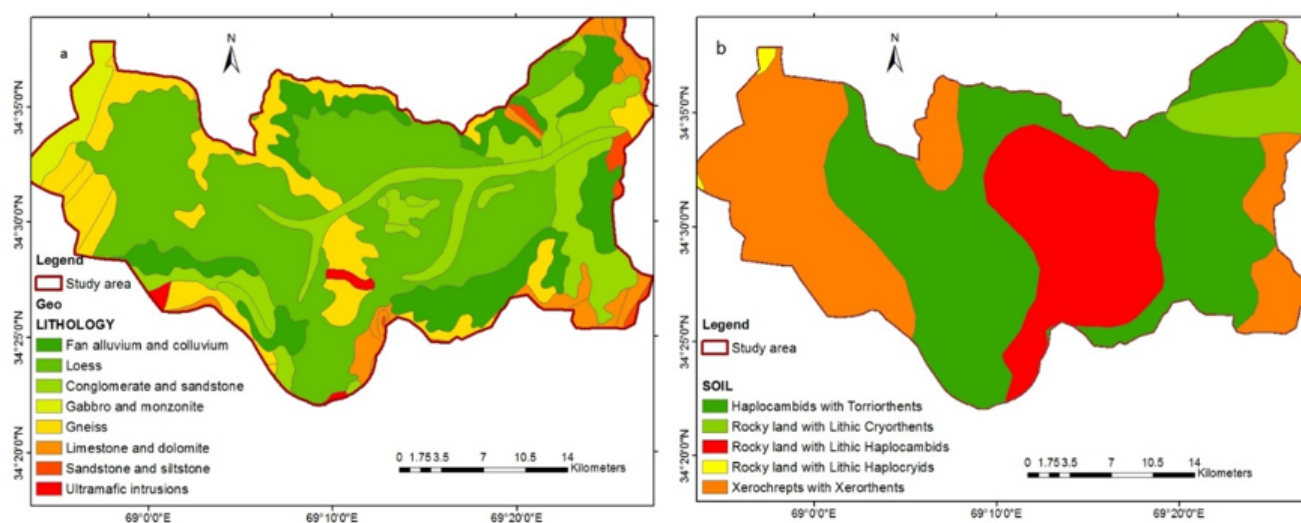 a
N
34°35'0"N
34°30'0"N
34°25'0"N
34°20'0"N
Legend
Study area
Geo
LITHOLOGY
Fan alluvium and colluvium
Loess
Conglomerate and sandstone
Gabbro and monzonite
Gneiss
Limestone and dolomite
Sandstone and siltstone
Ultramafic intrusions
0 1.75 3.5 7 10.5 14
Kilometers
69°0'0"E 69°10'0"E 69°20'0"E
b
N
34°35'0"N
34°30'0"N
34°25'0"N
34°20'0"N
Legend
Study area
SOIL
Haplocambids with Torriorthents
Rocky land with Lithic Cryorthents
Rocky land with Lithic Haplocambids
Rocky land with Lithic Haplocryids
Xerochrepts with Xerorthents
0 1.75 3.5 7 10.5 14
Kilometers
69°0'0"E 69°10'0"E 69°20'0"E